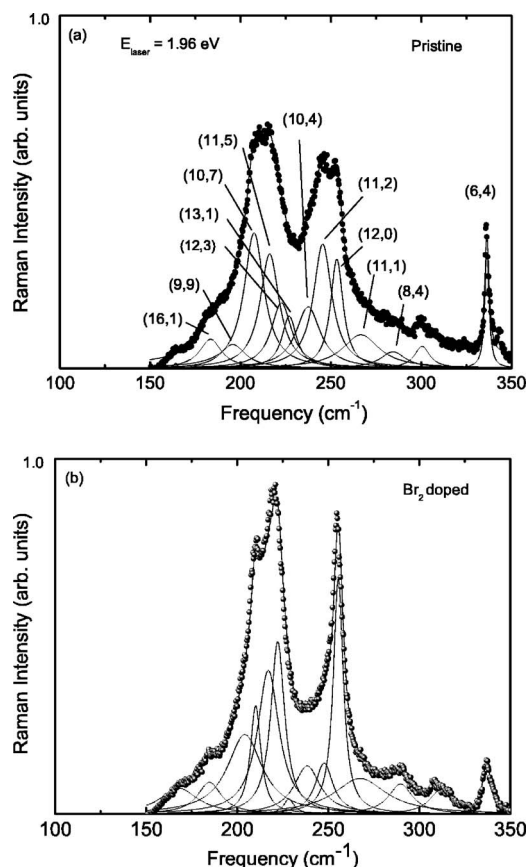 1.0
(a)
E_laser = 1.96 eV
Pristine
(10,4)
(11,5)
(10,7)
(13,1)
(12,3)
(9,9)
(16,1)
(11,2)
(12,0)
(11,1)
(8,4)
(6,4)
Raman Intensity (arb. units)
100 150 200 250 300 350
Frequency (cm⁻¹)
1.0
(b)
Br₂ doped
Raman Intensity (arb. units)
100 150 200 250 300 350
Frequency (cm⁻¹)